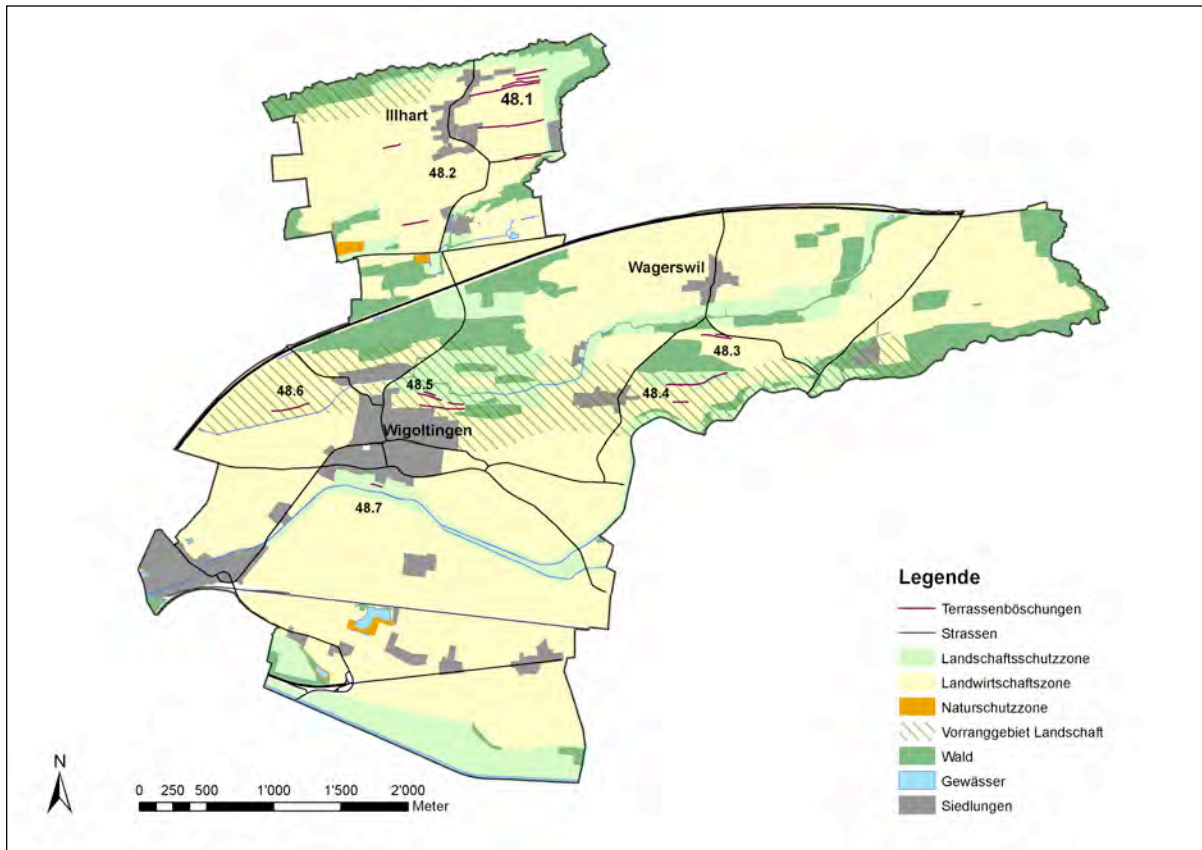 48.1
Illhart
48.2
Wagerswil
48.3
48.5
48.6
48.4
Wigoltingen
48.7
Legende
Terrassenböschungen
Strassen
Landschaftsschutzzone
Landwirtschaftszone
Naturschutzzone
Vorranggebiet Landschaft
Wald
Gewässer
Siedlungen
N
0 250 500 1'000 1'500 2'000
Meter